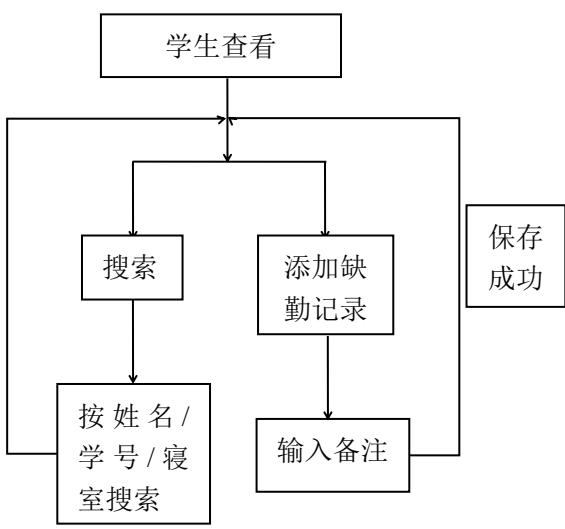 学生查看
搜索
添加缺
勤记录
保存
成功
按姓名/
学号/寝
室搜索
输入备注